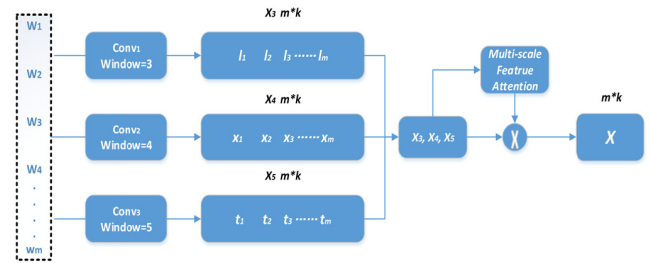 W1
W2
W3
W4
.
.
.
.
wm
Conv1
Window=3
Conv2
Window=4
Conv3
Window=5
X3 m*k
l1 l2 l3 ······ lm
X4 m*k
x1 x2 x3 ······ xm
X5 m*k
t1 t2 t3 ······ tm
X3, X4, X5
Multi-scale
Featrue
Attention
X
m*k
X